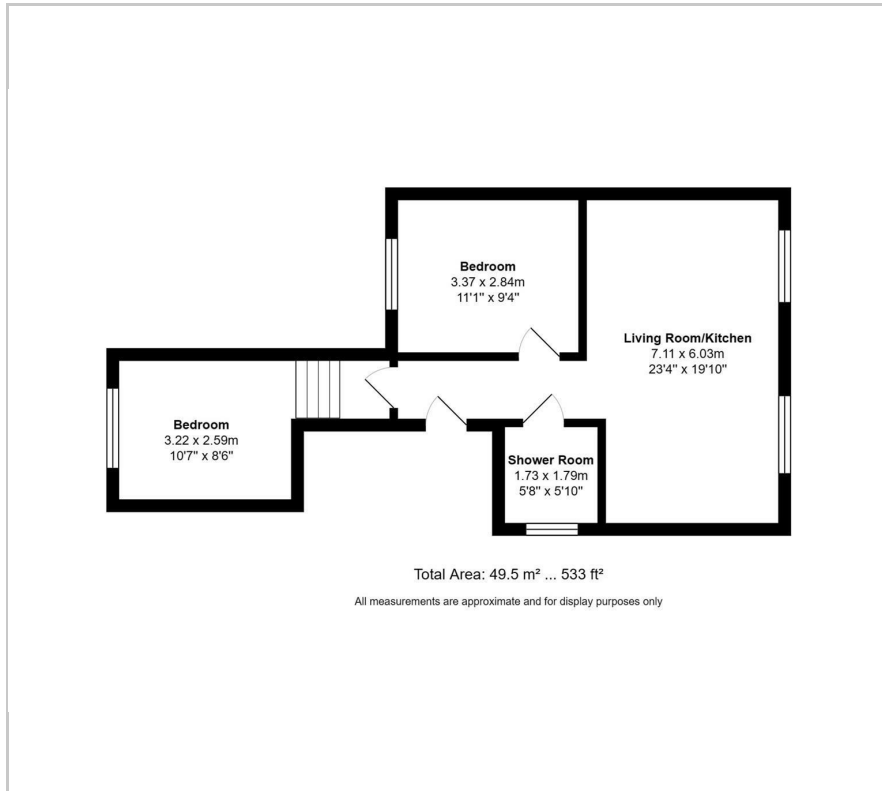 Bedroom
3.37 x 2.84m
11'1" x 9'4"
Living Room/Kitchen
7.11 x 6.03m
23'4" x 19'10"
Bedroom
3.22 x 2.59m
10'7" x 8'6"
Shower Room
1.73 x 1.79m
5'8" x 5'10"
Total Area: 49.5 m² ... 533 ft²
All measurements are approximate and for display purposes only